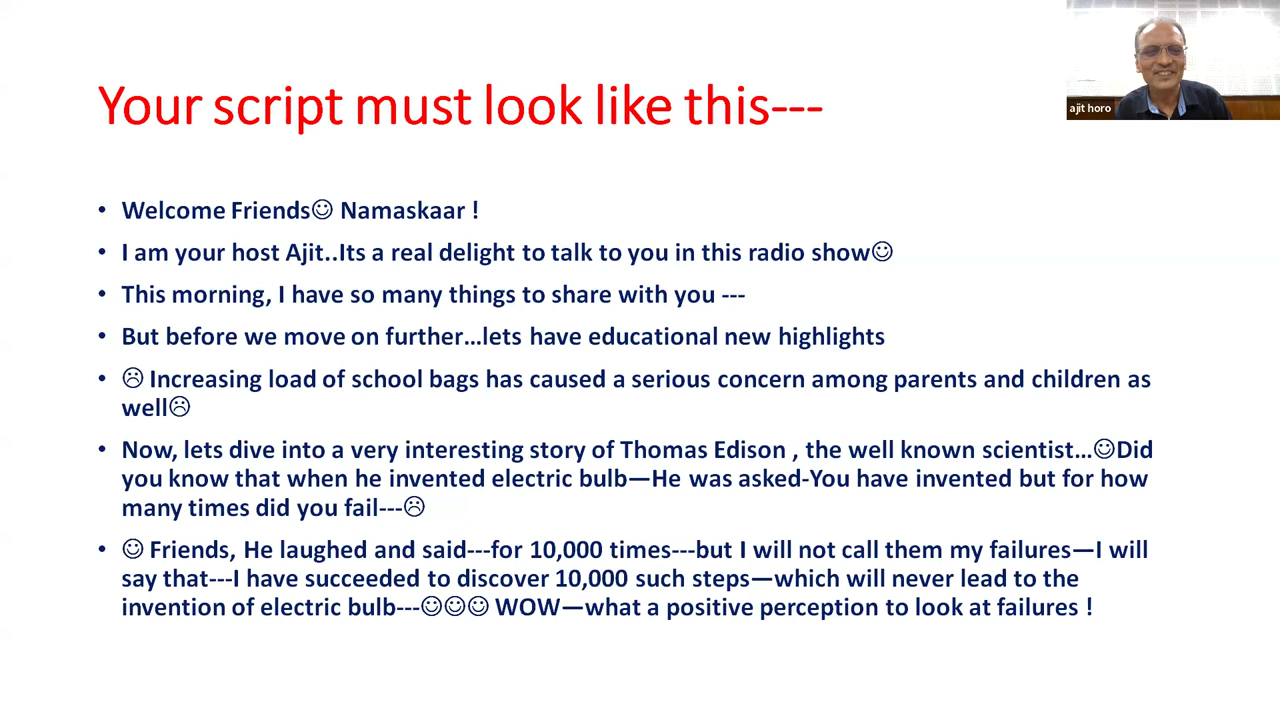 Your script must look like this---
ajit horo
• Welcome Friends☺ Namaskaar !
• I am your host Ajit..Its a real delight to talk to you in this radio show☺
• This morning, I have so many things to share with you ---
• But before we move on further...lets have educational new highlights
• ☹ Increasing load of school bags has caused a serious concern among parents and children as
well☹
• Now, lets dive into a very interesting story of Thomas Edison , the well known scientist...☺Did
you know that when he invented electric bulb—He was asked-You have invented but for how
many times did you fail---☹
• ☺ Friends, He laughed and said---for 10,000 times---but I will not call them my failures—I will
say that---I have succeeded to discover 10,000 such steps—which will never lead to the
invention of electric bulb---☺☺☺ WOW—what a positive perception to look at failures !